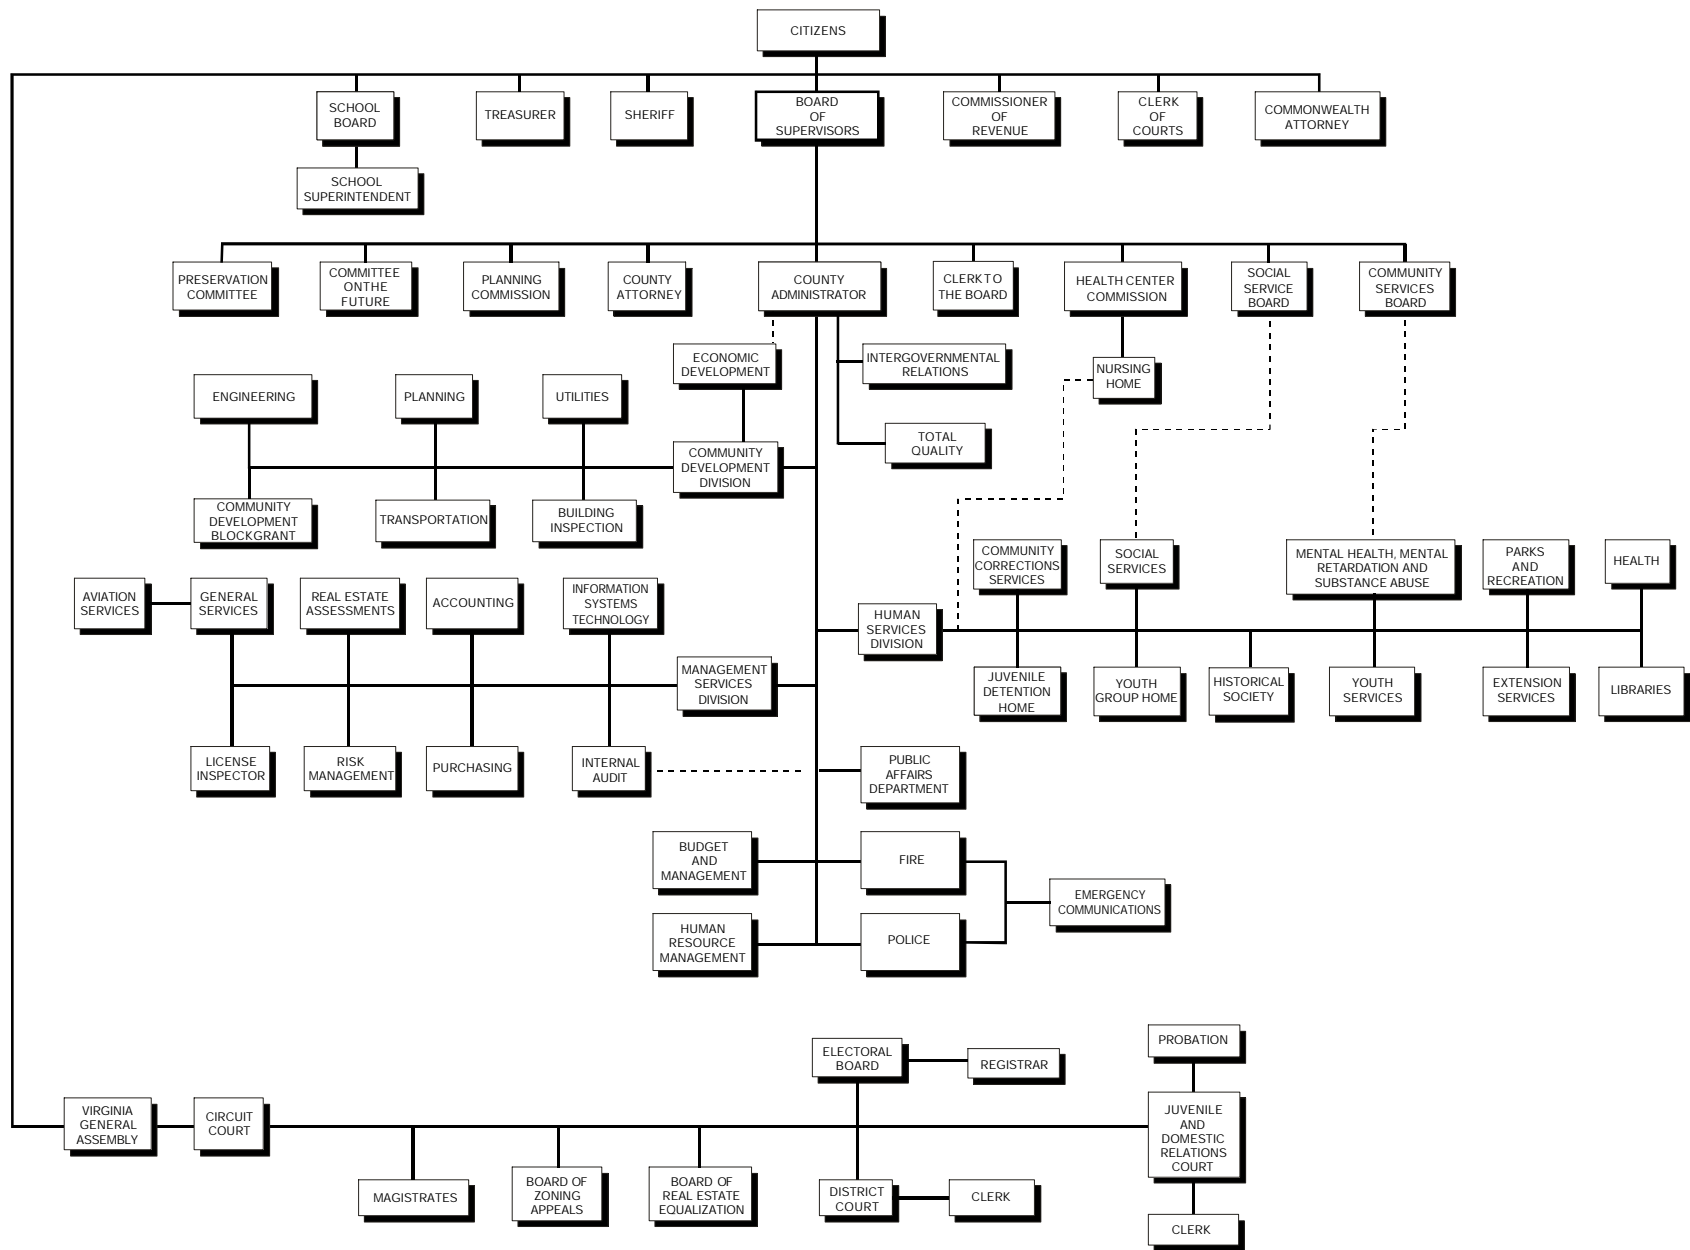 CITIZENS
SCHOOL
BOARD
TREASURER
SHERIFF
BOARD
OF
SUPERVISORS
COMMISSIONER
OF
REVENUE
CLERK
OF
COURTS
COMMONWEALTH
ATTORNEY
SCHOOL
SUPERINTENDENT
PRESERVATION
COMMITTEE
COMMITTEE
ONTHE
FUTURE
PLANNING
COMMISSION
COUNTY
ATTORNEY
COUNTY
ADMINISTRATOR
CLERK TO
THE BOARD
HEALTH CENTER
COMMISSION
SOCIAL
SERVICE
BOARD
COMMUNITY
SERVICES
BOARD
ECONOMIC
DEVELOPMENT
INTERGOVERNMENTAL
RELATIONS
NURSING
HOME
ENGINEERING
PLANNING
UTILITIES
TOTAL
QUALITY
COMMUNITY
DEVELOPMENT
DIVISION
COMMUNITY
DEVELOPMENT
BLOCKGRANT
TRANSPORTATION
BUILDING
INSPECTION
COMMUNITY
CORRECTIONS
SERVICES
SOCIAL
SERVICES
MENTAL HEALTH, MENTAL
RETARDATION AND
SUBSTANCE ABUSE
PARKS
AND
RECREATION
HEALTH
AVIATION
SERVICES
GENERAL
SERVICES
REAL ESTATE
ASSESSMENTS
ACCOUNTING
INFORMATION
SYSTEMS
TECHNOLOGY
HUMAN
SERVICES
DIVISION
MANAGEMENT
SERVICES
DIVISION
JUVENILE
DETENTION
HOME
YOUTH
GROUP HOME
HISTORICAL
SOCIETY
YOUTH
SERVICES
EXTENSION
SERVICES
LIBRARIES
LICENSE
INSPECTOR
RISK
MANAGEMENT
PURCHASING
INTERNAL
AUDIT
PUBLIC
AFFAIRS
DEPARTMENT
BUDGET
AND
MANAGEMENT
FIRE
EMERGENCY
COMMUNICATIONS
HUMAN
RESOURCE
MANAGEMENT
POLICE
ELECTORAL
BOARD
REGISTRAR
PROBATION
VIRGINIA
GENERAL
ASSEMBLY
CIRCUIT
COURT
JUVENILE
AND
DOMESTIC
RELATIONS
COURT
MAGISTRATES
BOARD OF
ZONING
APPEALS
BOARD OF
REAL ESTATE
EQUALIZATION
DISTRICT
COURT
CLERK
CLERK